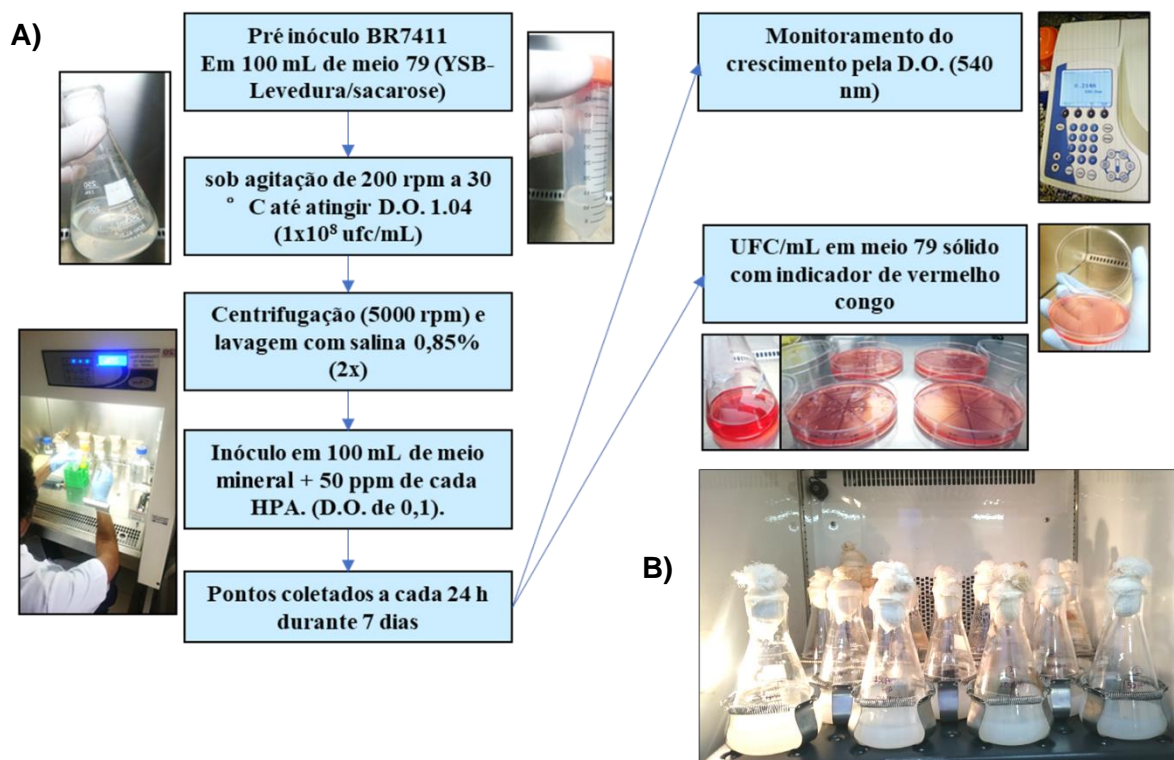 A)
Pré inóculo BR7411
Em 100 mL de meio 79 (YSB-
Levedura/sacarose)
sob agitação de 200 rpm a 30
° C até atingir D.O. 1.04
(1x10⁸ ufc/mL)
Centrifugação (5000 rpm) e
lavagem com salina 0,85%
(2x)
Inóculo em 100 mL de meio
mineral + 50 ppm de cada
HPA. (D.O. de 0,1).
Pontos coletados a cada 24 h
durante 7 dias
Monitoramento do
crescimento pela D.O. (540
nm)
UFC/mL em meio 79 sólido
com indicador de vermelho
congo
B)